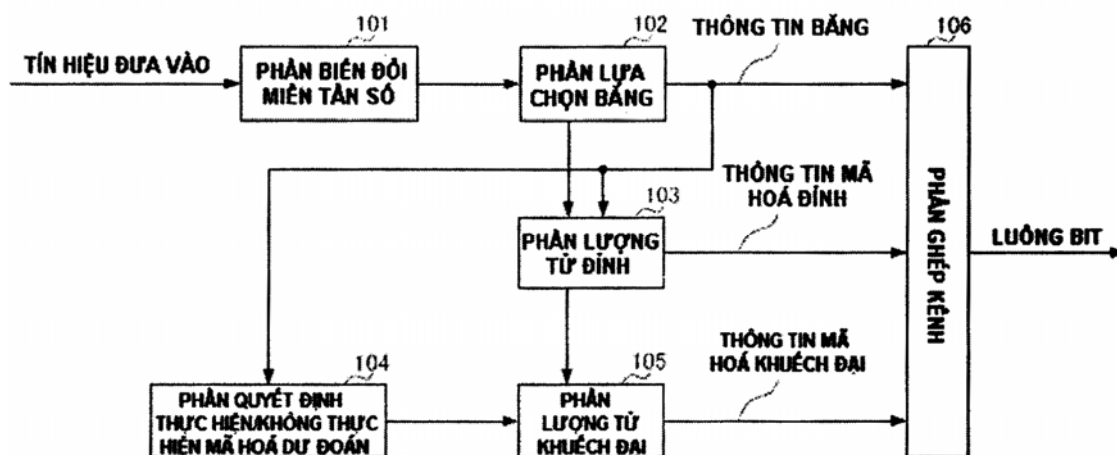 TÍN HIỆU ĐƯA VÀO
101
PHẦN BIẾN ĐỔI
MIỀN TẦN SỐ
102
PHẦN LỰA
CHỌN BĂNG
THÔNG TIN BĂNG
106
PHẦN GHÉP KÊNH
THÔNG TIN MÃ
HOÁ ĐỈNH
103
PHẦN LƯỢNG
TỬ ĐỈNH
LUỒNG BIT
104
PHẦN QUYẾT ĐỊNH
THỰC HIỆN/KHÔNG THỰC
HIỆN MÃ HOÁ DỰ ĐOÁN
105
PHẦN
LƯỢNG TỬ
KHUẾCH ĐẠI
THÔNG TIN MÃ
HOÁ KHUẾCH ĐẠI